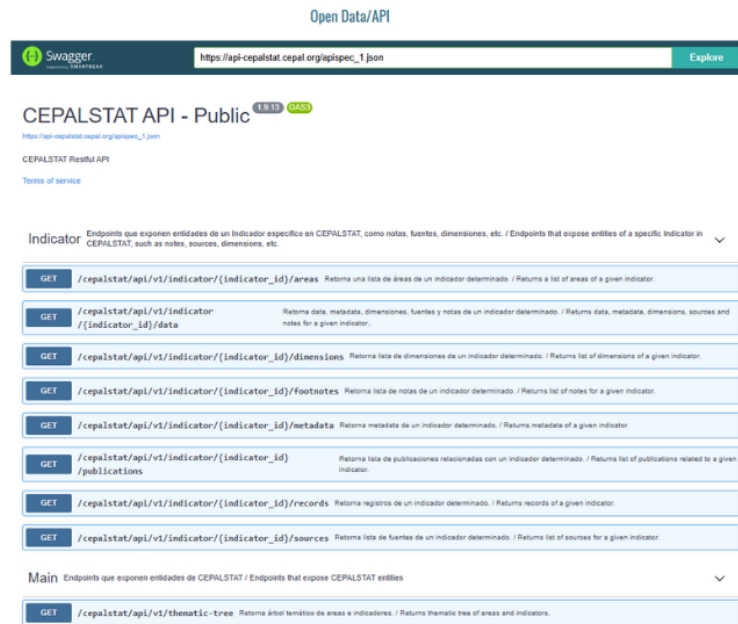 Open Data/API
Swagger.
Supported by SMARTBEAR
https://api-cepalstat.cepal.org/apispec_1.json
Explore
CEPALSTAT API - Public 1.9.13 OAS3
https://api-cepalstat.cepal.org/apispec_1.json
CEPALSTAT Restful API
Terms of service
Indicator Endpoints que exponen entidades de un Indicador especifico en CEPALSTAT, como notas, fuentes, dimensiones, etc. / Endpoints that expose entities of a specific Indicator in
CEPALSTAT, such as notes, sources, dimensions, etc.
GET /cepalstat/api/v1/indicator/{indicator_id}/areas Retorna una lista de áreas de un indicador determinado. / Returns a list of areas of a given indicator.
GET /cepalstat/api/v1/indicator
/{indicator_id}/data
Retorna data, metadata, dimensiones, fuentes y notas de un indicador determinado. / Returns data, metadata, dimensions, sources and
notes for a given indicator..
GET /cepalstat/api/v1/indicator/{indicator_id}/dimensions Retorna lista de dimensiones de un indicador determinado. / Returns list of dimensions of a given indicator.
GET /cepalstat/api/v1/indicator/{indicator_id}/footnotes Retorna lista de notas de un indicador determinado. / Returns list of notes for a given indicator.
GET /cepalstat/api/v1/indicator/{indicator_id}/metadata Retorna metadata de un indicador determinado. / Returns metadata of a given indicator.
GET /cepalstat/api/v1/indicator/{indicator_id}
/publications
Retorna lista de publicaciones relacionadas con un indicador determinado. / Returns list of publications related to a given
indicator.
GET /cepalstat/api/v1/indicator/{indicator_id}/records Retorna registros de un indicador determinado. / Returns records of a given indicator.
GET /cepalstat/api/v1/indicator/{indicator_id}/sources Retorna lista de fuentes de un indicador determinado. / Returns list of sources for a given indicator.
Main Endpoints que exponen entidades de CEPALSTAT / Endpoints that expose CEPALSTAT entities
GET /cepalstat/api/v1/thematic-tree Retorna árbol temático de areas a indicadores. / Returns thematic tree of areas and indicators.